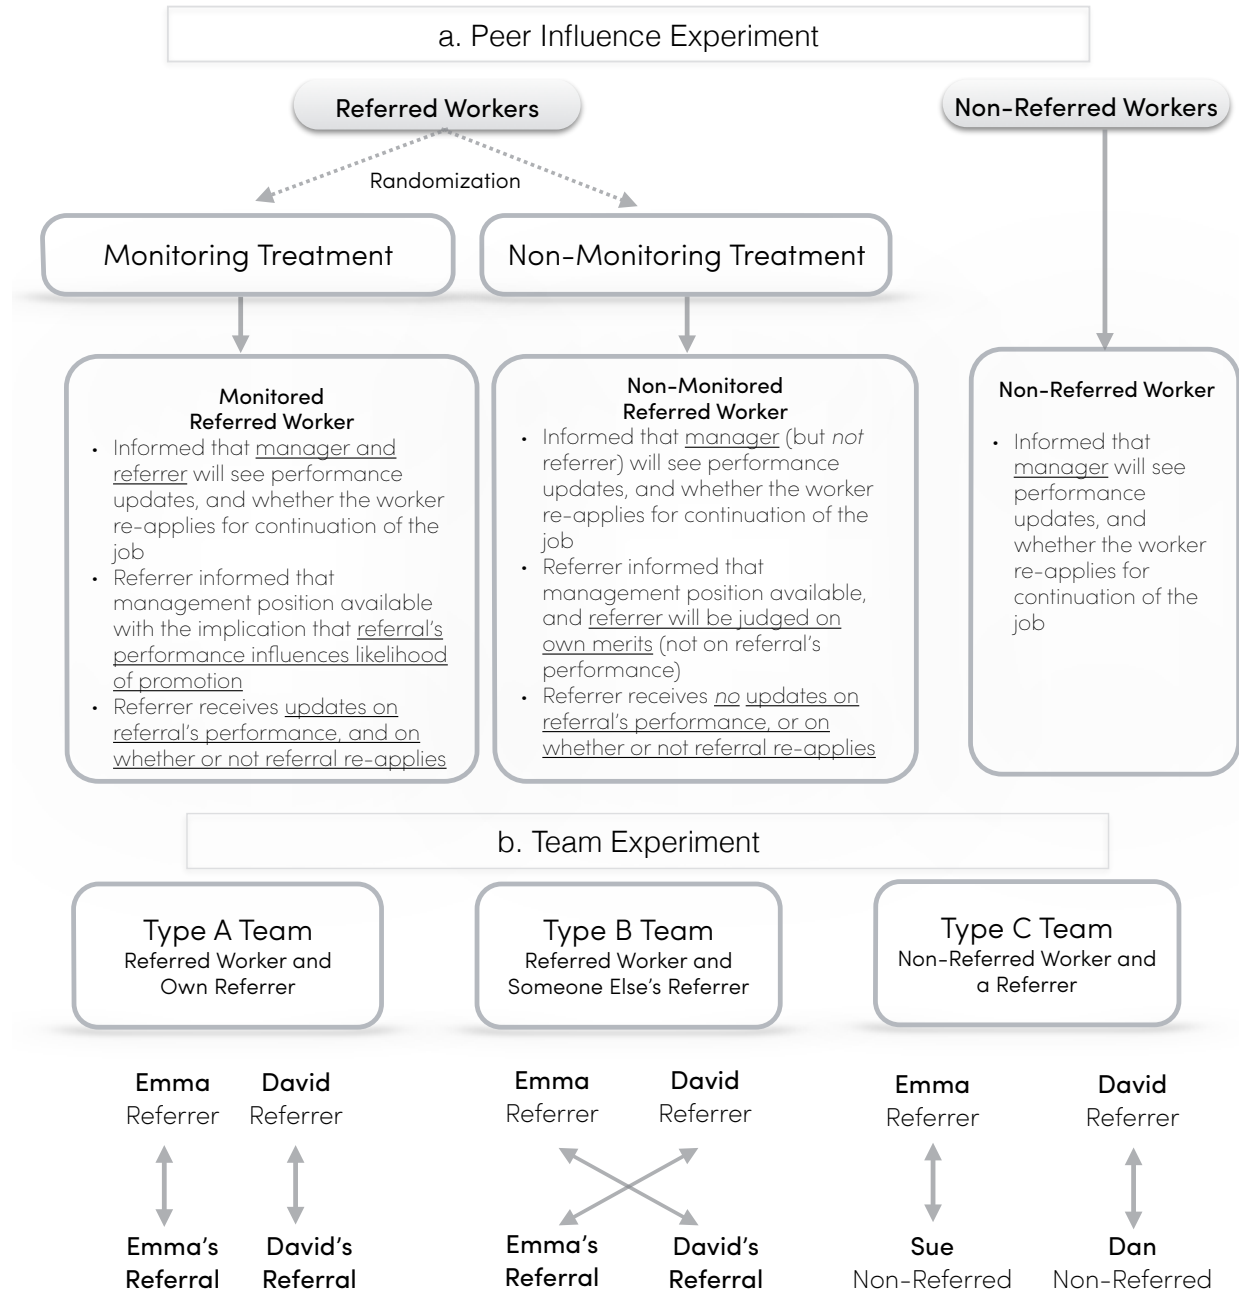 a. Peer Influence Experiment
Referred Workers
Non-Referred Workers
Randomization
Monitoring Treatment
Non-Monitoring Treatment
Monitored
Referred Worker
• Informed that manager and
referrer will see performance
updates, and whether the worker
re-applies for continuation of the
job
• Referrer informed that
management position available
with the implication that referral's
performance influences likelihood
of promotion
• Referrer receives updates on
referral's performance, and on
whether or not referral re-applies
Non-Monitored
Referred Worker
• Informed that manager (but not
referrer) will see performance
updates, and whether the worker
re-applies for continuation of the
job
• Referrer informed that
management position available,
and referrer will be judged on
own merits (not on referral's
performance)
• Referrer receives no updates on
referral's performance, or on
whether or not referral re-applies
Non-Referred Worker
• Informed that
manager will see
performance
updates, and
whether the worker
re-applies for
continuation of the
job
b. Team Experiment
Type A Team
Referred Worker and
Own Referrer
Type B Team
Referred Worker and
Someone Else's Referrer
Type C Team
Non-Referred Worker and
a Referrer
Emma
Referrer
David
Referrer
Emma's
Referral
David's
Referral
Emma
Referrer
David
Referrer
Emma's
Referral
David's
Referral
Emma
Referrer
David
Referrer
Sue
Non-Referred
Dan
Non-Referred